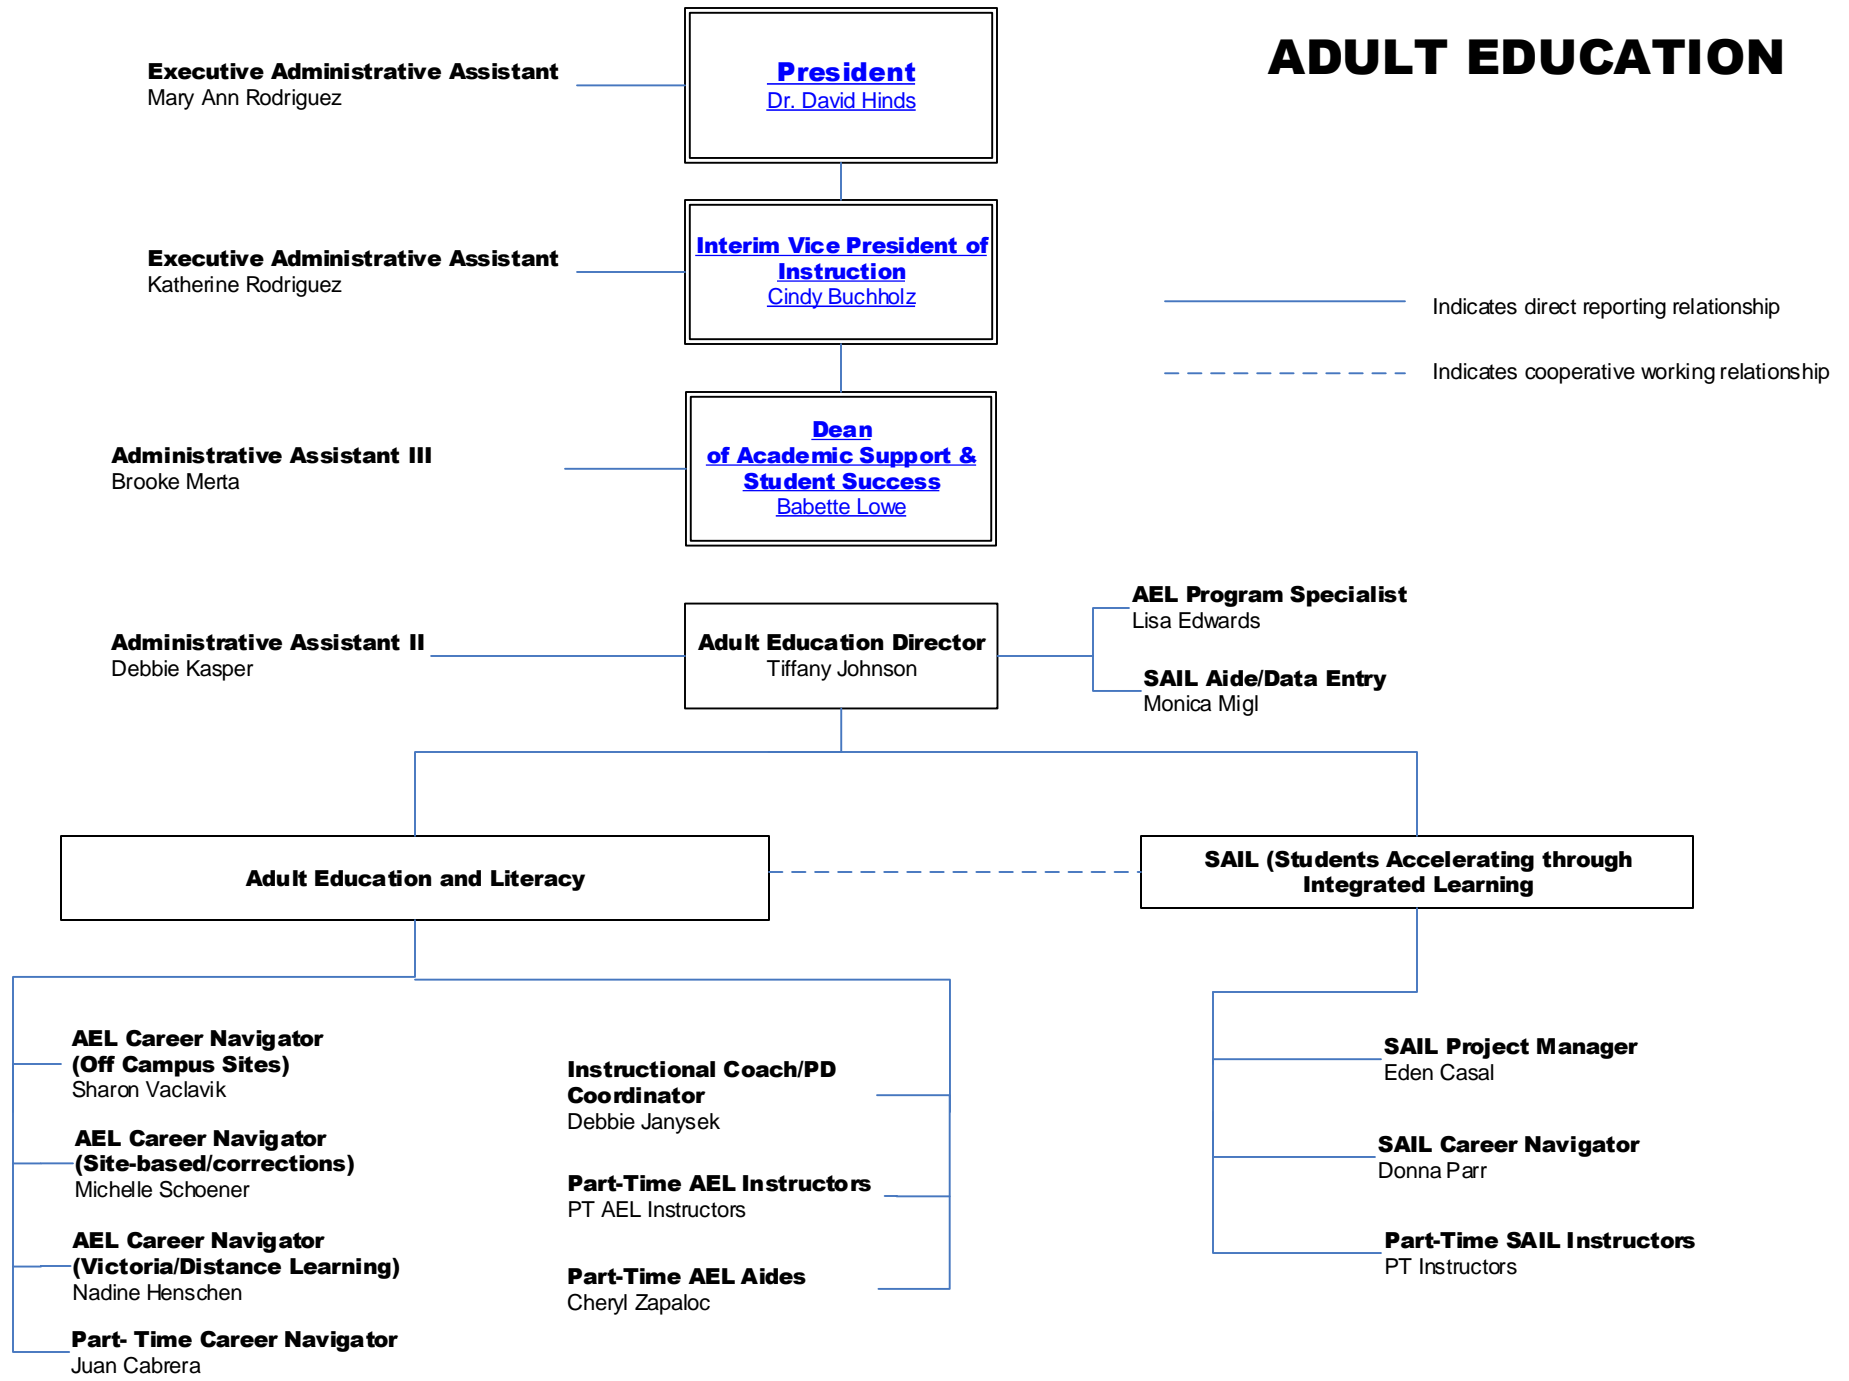 ADULT EDUCATION
Executive Administrative Assistant
Mary Ann Rodriguez
President
Dr. David Hinds
Executive Administrative Assistant
Katherine Rodriguez
Interim Vice President of
Instruction
Cindy Buchholz
Indicates direct reporting relationship
Indicates cooperative working relationship
Administrative Assistant III
Brooke Merta
Dean
of Academic Support &
Student Success
Babette Lowe
Administrative Assistant II
Debbie Kasper
Adult Education Director
Tiffany Johnson
AEL Program Specialist
Lisa Edwards
SAIL Aide/Data Entry
Monica Migl
Adult Education and Literacy
SAIL (Students Accelerating through
Integrated Learning
AEL Career Navigator
(Off Campus Sites)
Sharon Vaclavik
AEL Career Navigator
(Site-based/corrections)
Michelle Schoener
AEL Career Navigator
(Victoria/Distance Learning)
Nadine Henschen
Part- Time Career Navigator
Juan Cabrera
Instructional Coach/PD
Coordinator
Debbie Janysek
Part-Time AEL Instructors
PT AEL Instructors
Part-Time AEL Aides
Cheryl Zapaloc
SAIL Project Manager
Eden Casal
SAIL Career Navigator
Donna Parr
Part-Time SAIL Instructors
PT Instructors